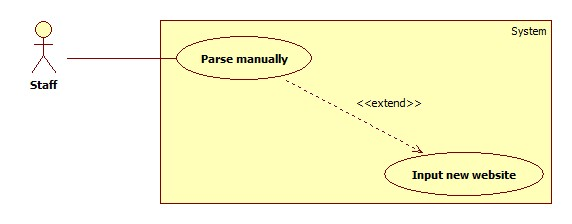 System
Parse manually
Staff
<<extend>>
Input new website